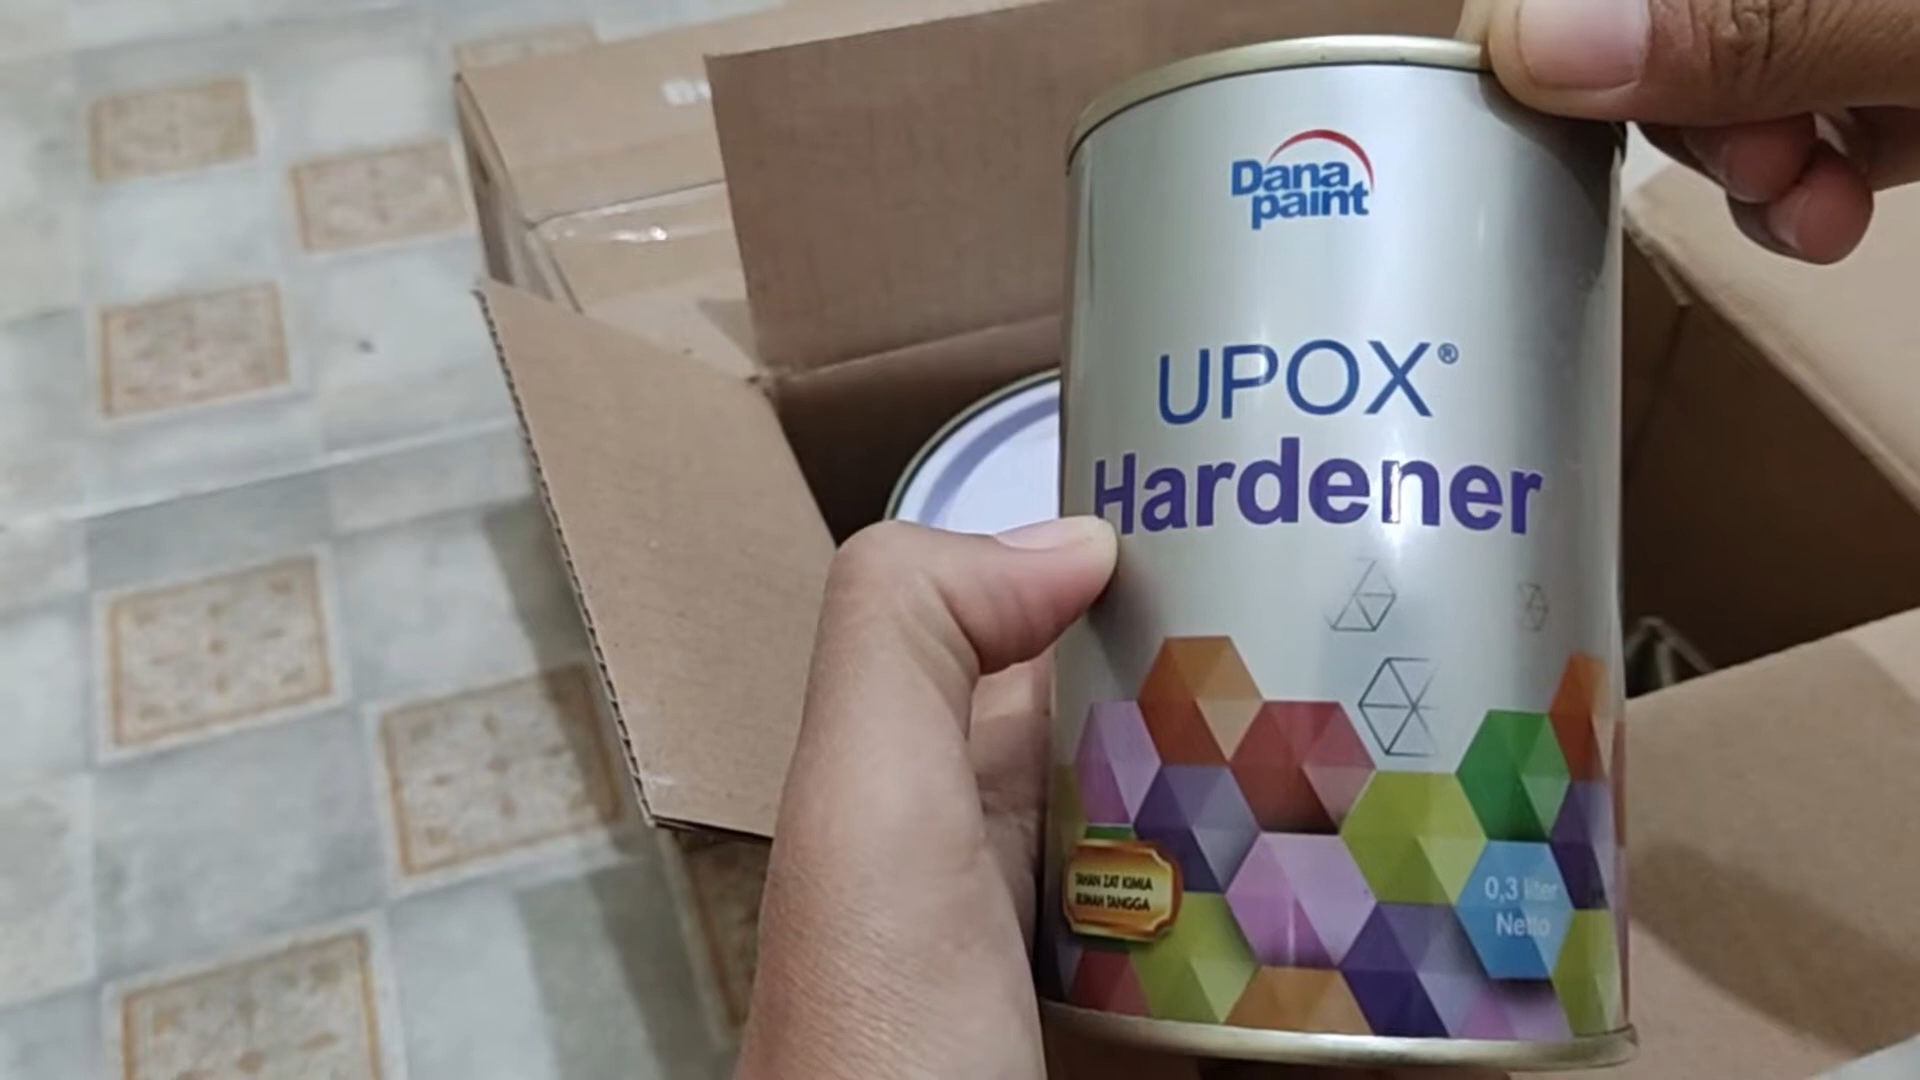 Dana
paint
UPOX®
Hardener
TAHAN ZAT KIMIA
RUMAH TANGGA
0,3 liter
Netto